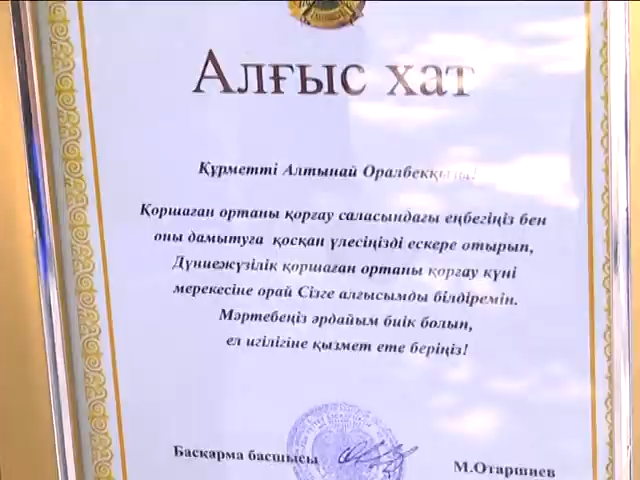 Алғыс хат
Құрметті Алтынай Оралбекқызы!
Қоршаған ортаны қорғау саласындағы еңбегіңіз бен
оны дамытуға қосқан үлесіңізді ескере отырып,
Дүниежүзілік қоршаған ортаны қорғау күні
мерекесіне орай Сізге алғысымды білдіремін.
Мәртебеңіз әрдайым биік болып,
ел игілігіне қызмет ете беріңіз!
Басқарма басшысы
М.Отаршиев